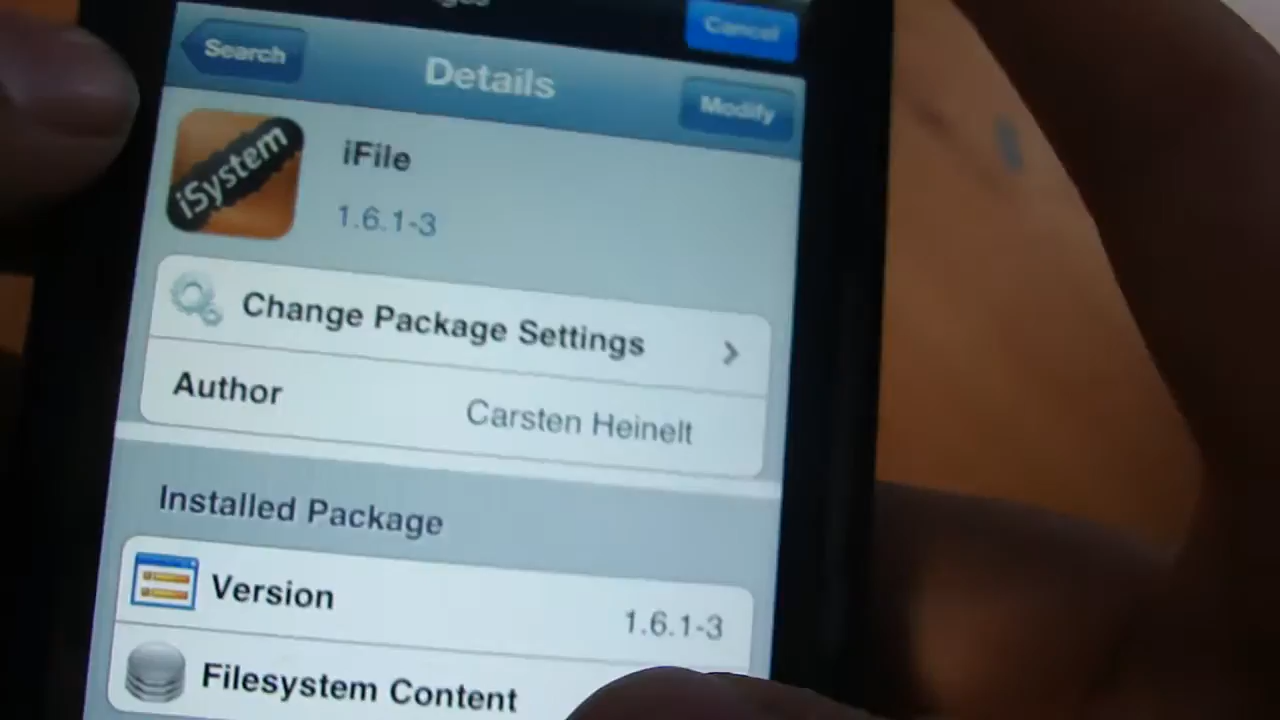 Cancel
Search
Details
Modify
iSystem
iFile
1.6.1-3
Change Package Settings
Author
Carsten Heinelt
Installed Package
Version
1.6.1-3
Filesystem Content